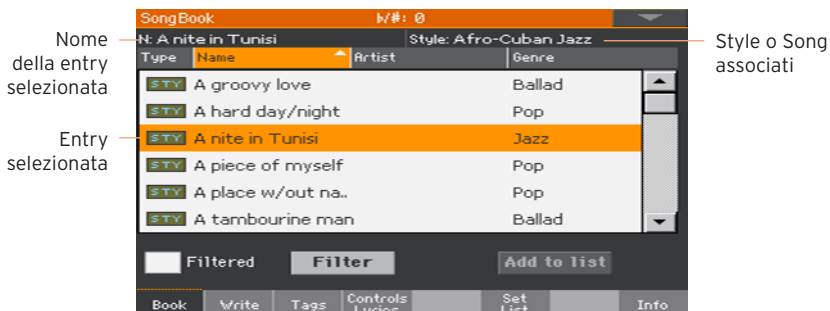 SongBook ♭/#: 0
Nome della entry selezionata
N: A nite in Tunisi Style: Afro-Cuban Jazz
Style o Song associati
Type Name Artist Genre
STY A groovy love Ballad
STY A hard day/night Pop
Entry selezionata
STY A nite in Tunisi Jazz
STY A piece of myself Pop
STY A place w/out na.. Pop
STY A tambourine man Ballad
Filtered Filter Add to list
Book Write Tags Controls Lyrics Set List Info